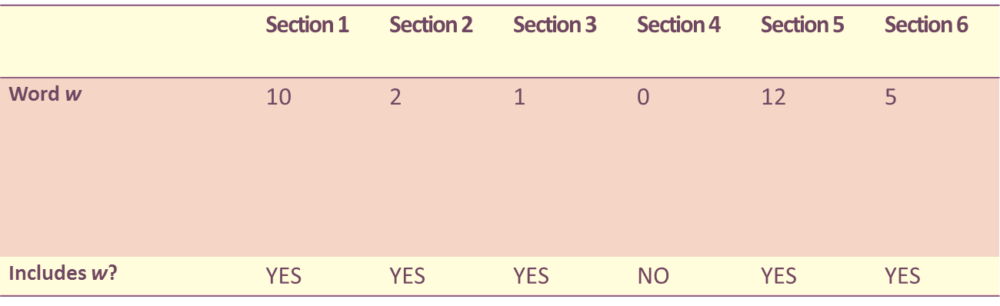 Section 1 Section 2 Section 3 Section 4 Section 5 Section 6
Word w 10 2 1 0 12 5
Includes w? YES YES YES NO YES YES